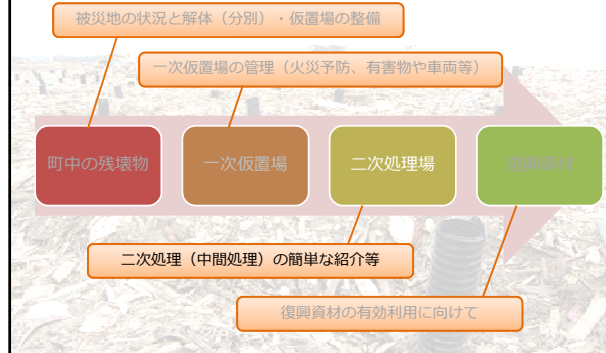 被災地の状況と解体（分別）・仮置場の整備
一次仮置場の管理（火災予防、有害物や車両等）
町中の残壊物
一次仮置場
二次処理場
復興資材
二次処理（中間処理）の簡単な紹介等
復興資材の有効利用に向けて